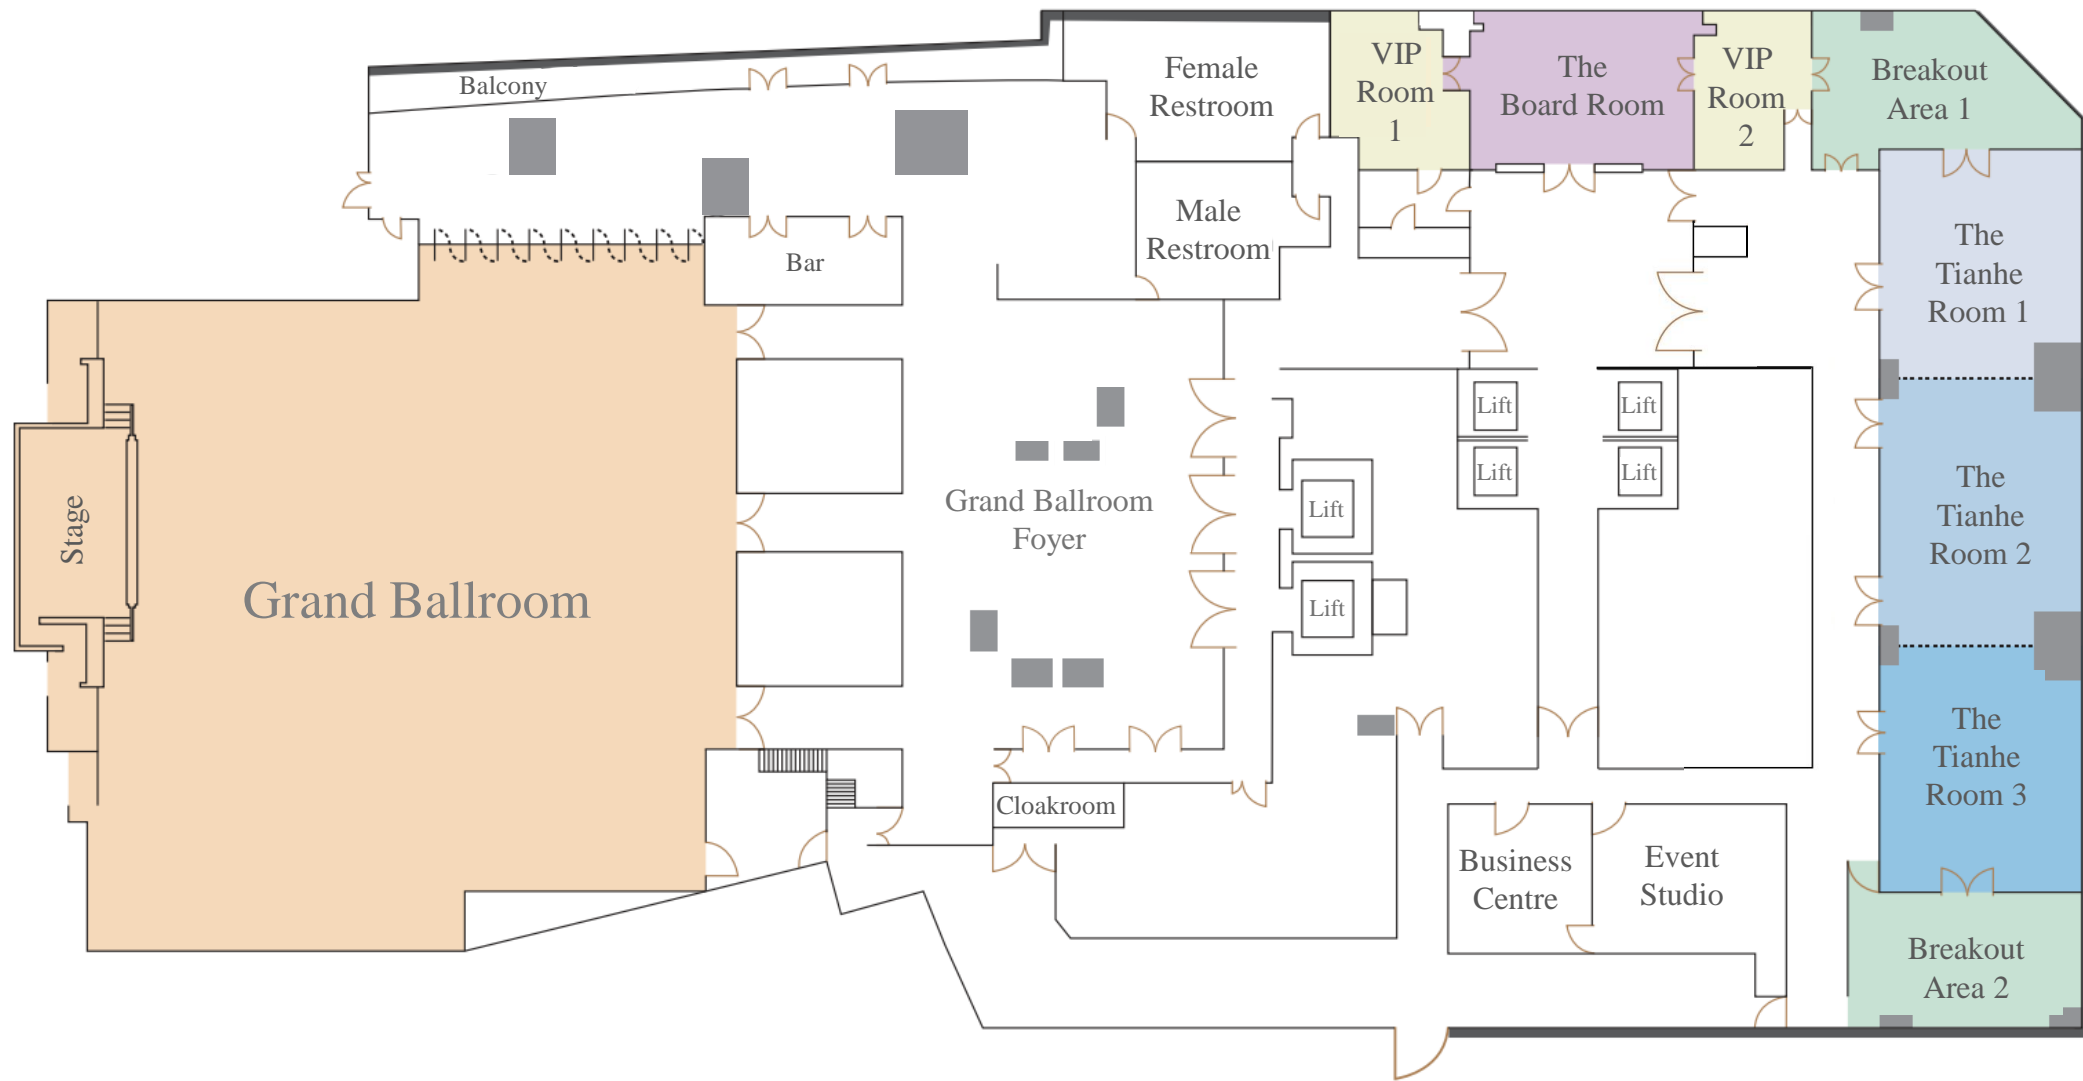 Balcony
Female
Restroom
VIP
Room
1
The
Board Room
VIP
Room
2
Breakout
Area 1
Male
Restroom
Bar
The
Tianhe
Room 1
Lift
Lift
Lift
Lift
Stage
Grand Ballroom
Grand Ballroom
Foyer
Lift
Lift
The
Tianhe
Room 2
The
Tianhe
Room 3
Cloakroom
Business
Centre
Event
Studio
Breakout
Area 2